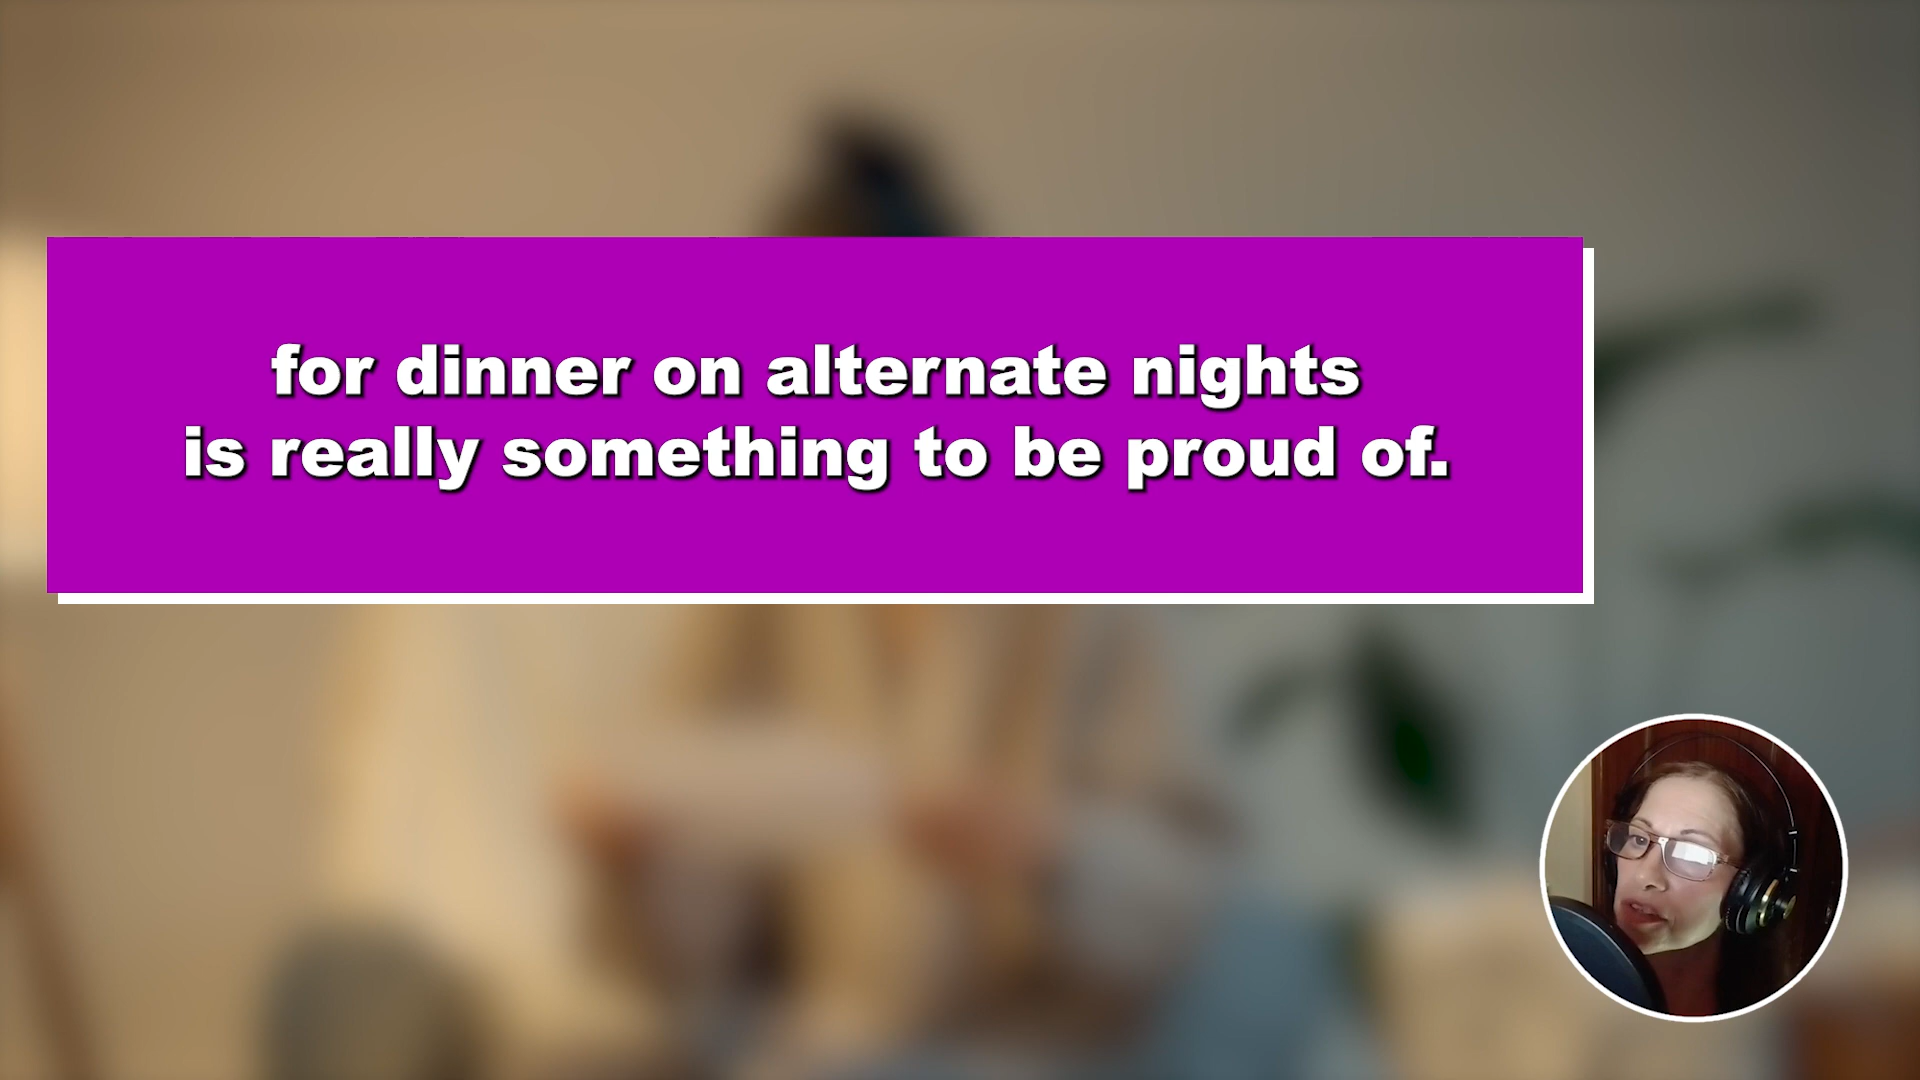 for dinner on alternate nights
is really something to be proud of.